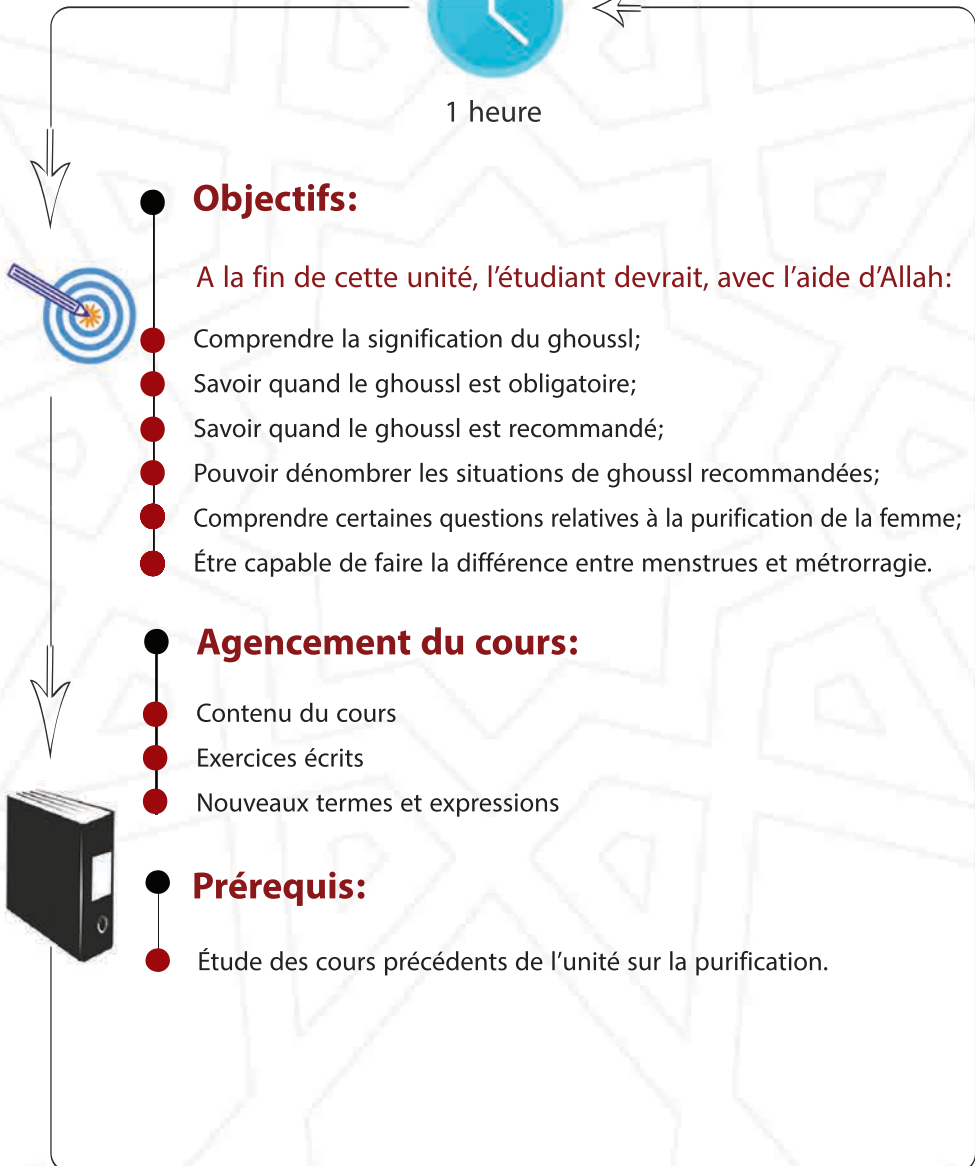 1 heure
Objectifs:
A la fin de cette unité, l’étudiant devrait, avec l’aide d’Allah:
Comprendre la signification du ghoussl;
Savoir quand le ghoussl est obligatoire;
Savoir quand le ghoussl est recommandé;
Pouvoir dénombrer les situations de ghoussl recommandées;
Comprendre certaines questions relatives à la purification de la femme;
Étre capable de faire la différence entre menstrues et métrorragie.
Agencement du cours:
Contenu du cours
Exercices écrits
Nouveaux termes et expressions
Prérequis:
Étude des cours précédents de l’unité sur la purification.